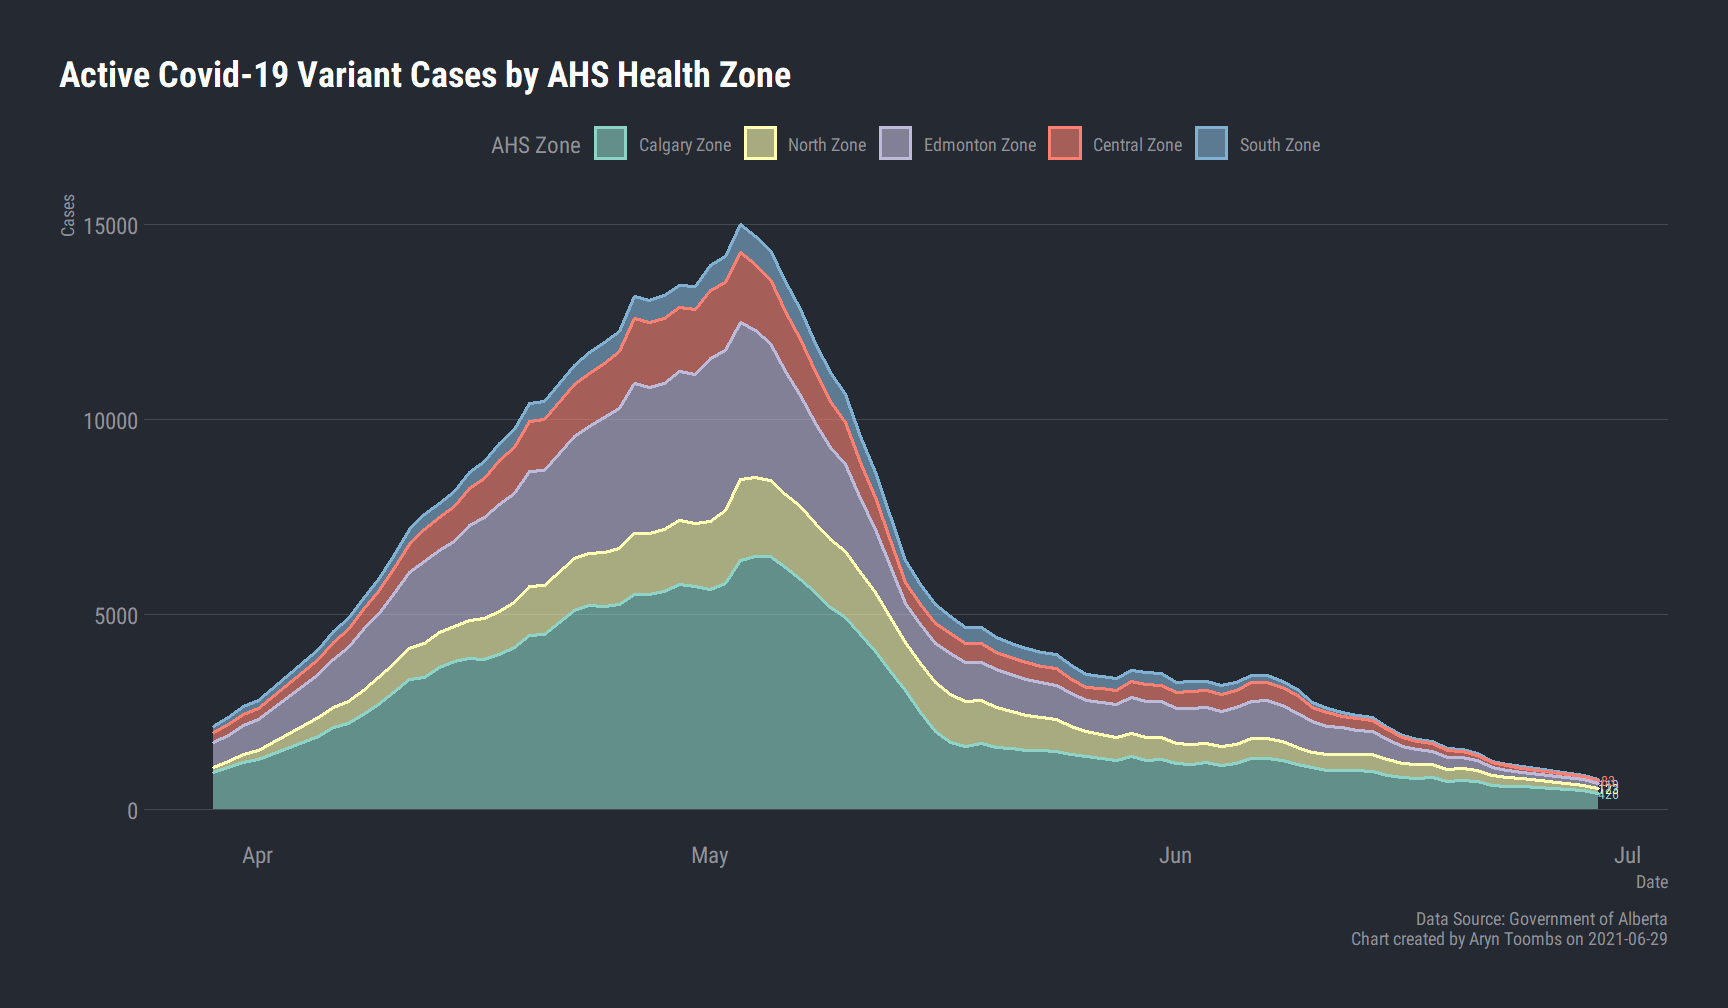 Active Covid-19 Variant Cases by AHS Health Zone
AHS Zone Calgary Zone North Zone Edmonton Zone Central Zone South Zone
Cases
15000
10000
5000
0
Apr May Jun Jul
Date
Data Source: Government of Alberta
Chart created by Aryn Toombs on 2021-06-29